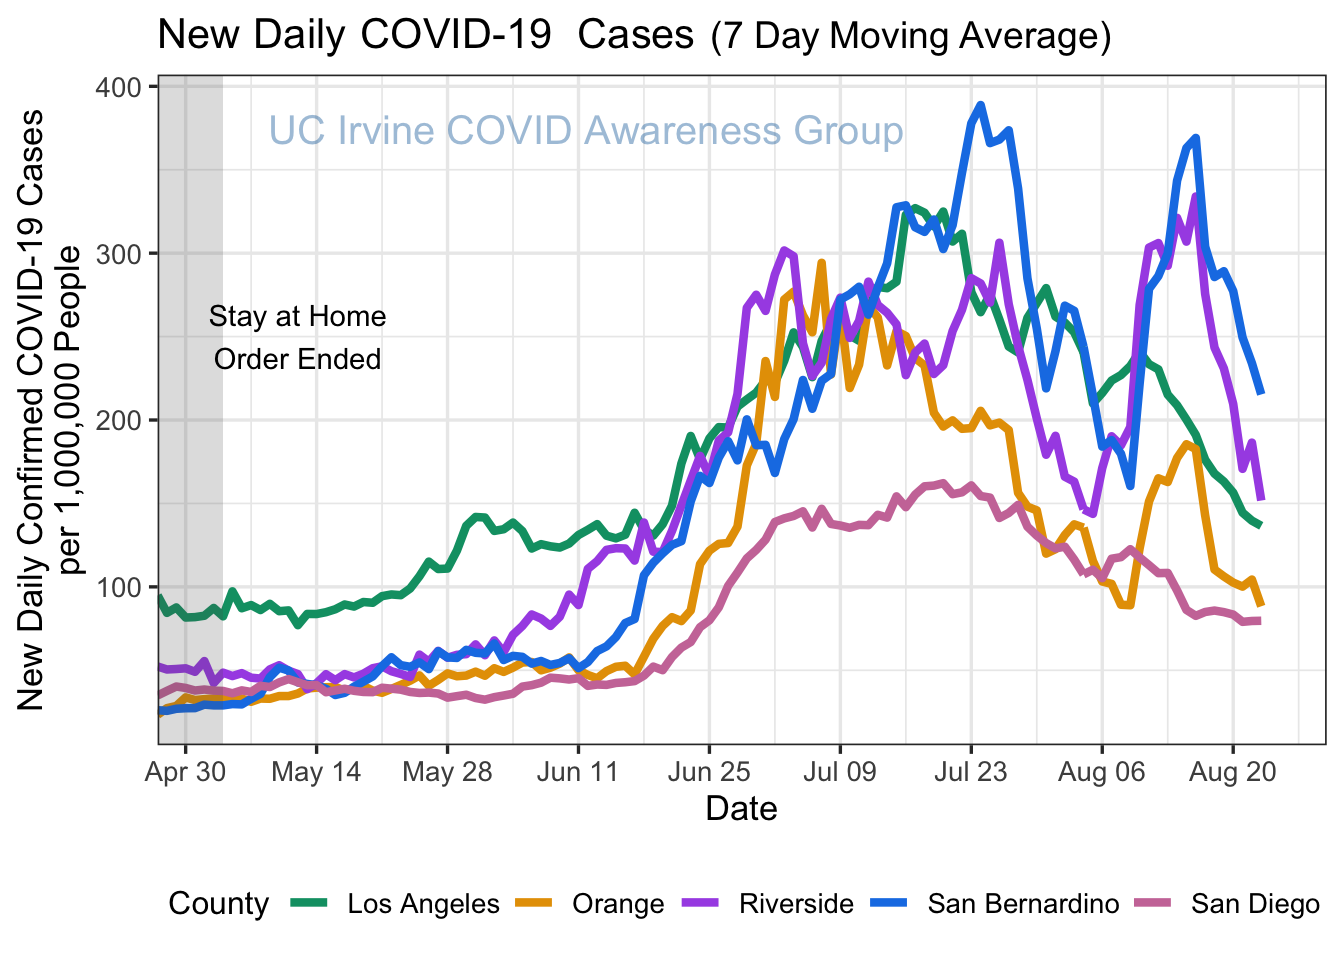 New Daily COVID-19 Cases (7 Day Moving Average)
UC Irvine COVID Awareness Group
New Daily Confirmed COVID-19 Cases
per 1,000,000 People
400
300
200
100
Stay at Home
Order Ended
Apr 30 May 14 May 28 Jun 11 Jun 25 Jul 09 Jul 23 Aug 06 Aug 20
Date
County Los Angeles Orange Riverside San Bernardino San Diego